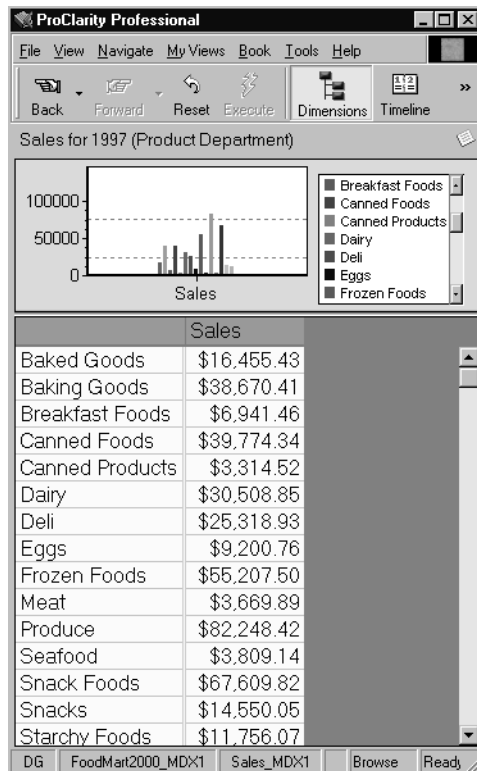 ProClarity Professional
File View Navigate My Views Book Tools Help
Back Forward Reset Execute Dimensions Timeline »
Sales for 1997 (Product Department)
100000
50000
0
Sales
Breakfast Foods
Canned Foods
Canned Products
Dairy
Deli
Eggs
Frozen Foods
Sales
Baked Goods $16,455.43
Baking Goods $38,670.41
Breakfast Foods $6,941.46
Canned Foods $39,774.34
Canned Products $3,314.52
Dairy $30,508.85
Deli $25,318.93
Eggs $9,200.76
Frozen Foods $55,207.50
Meat $3,669.89
Produce $82,248.42
Seafood $3,809.14
Snack Foods $67,609.82
Snacks $14,550.05
Starchy Foods $11,756.07
DG FoodMart2000_MDX1 Sales_MDX1 Browse Ready